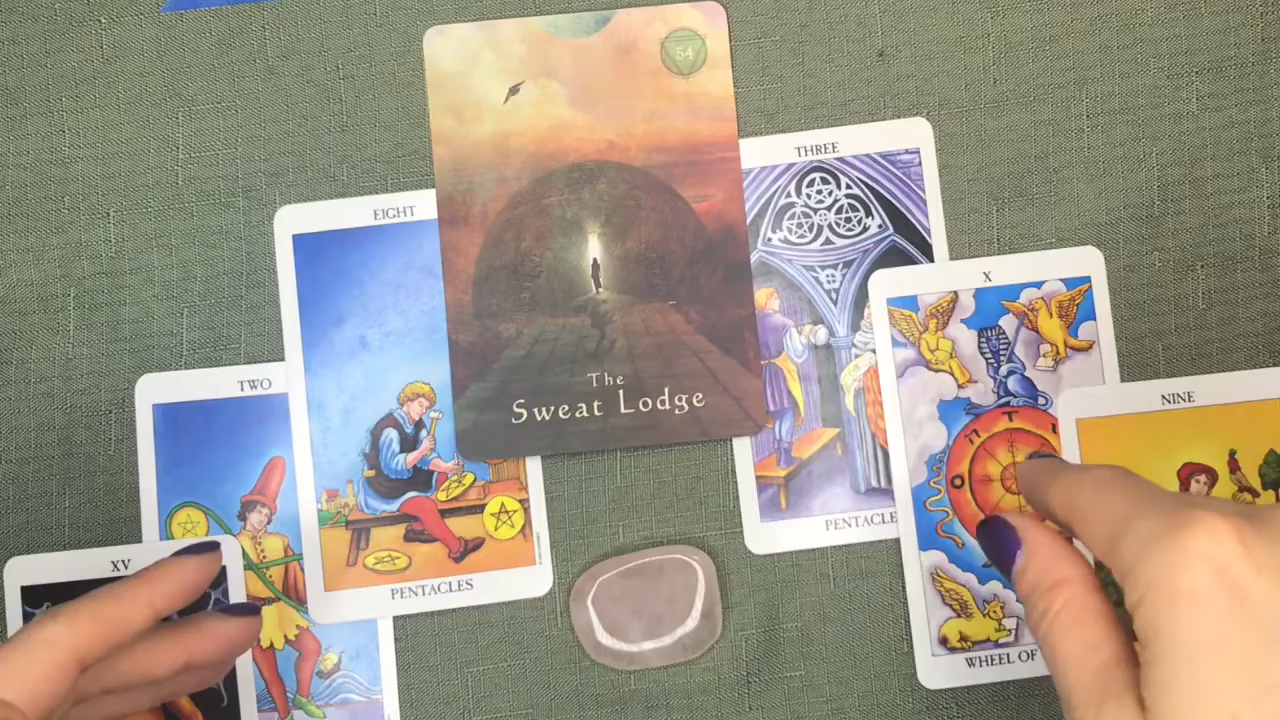 54
The
Sweat Lodge
THREE
PENTACLE
EIGHT
PENTACLES
X
WHEEL OF
TWO
NINE
XV